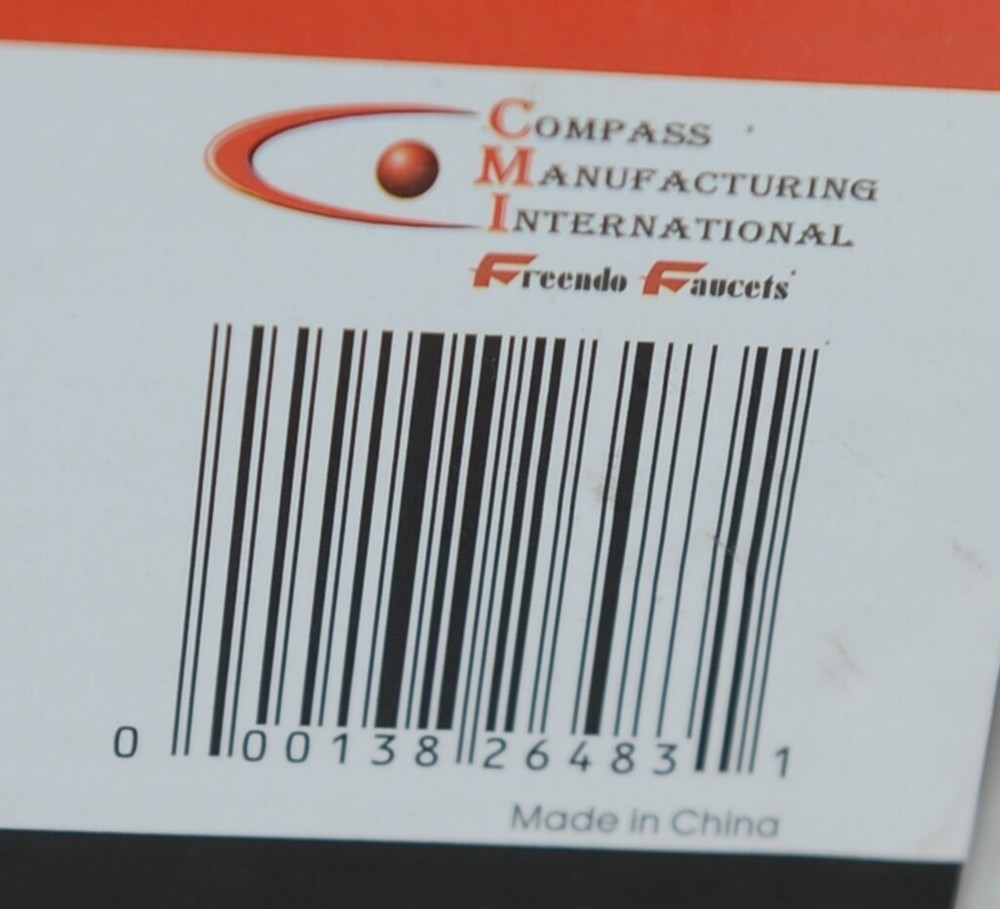 COMPASS
MANUFACTURING
INTERNATIONAL
Freendo Faucets
0 00138 26483 1
Made in China